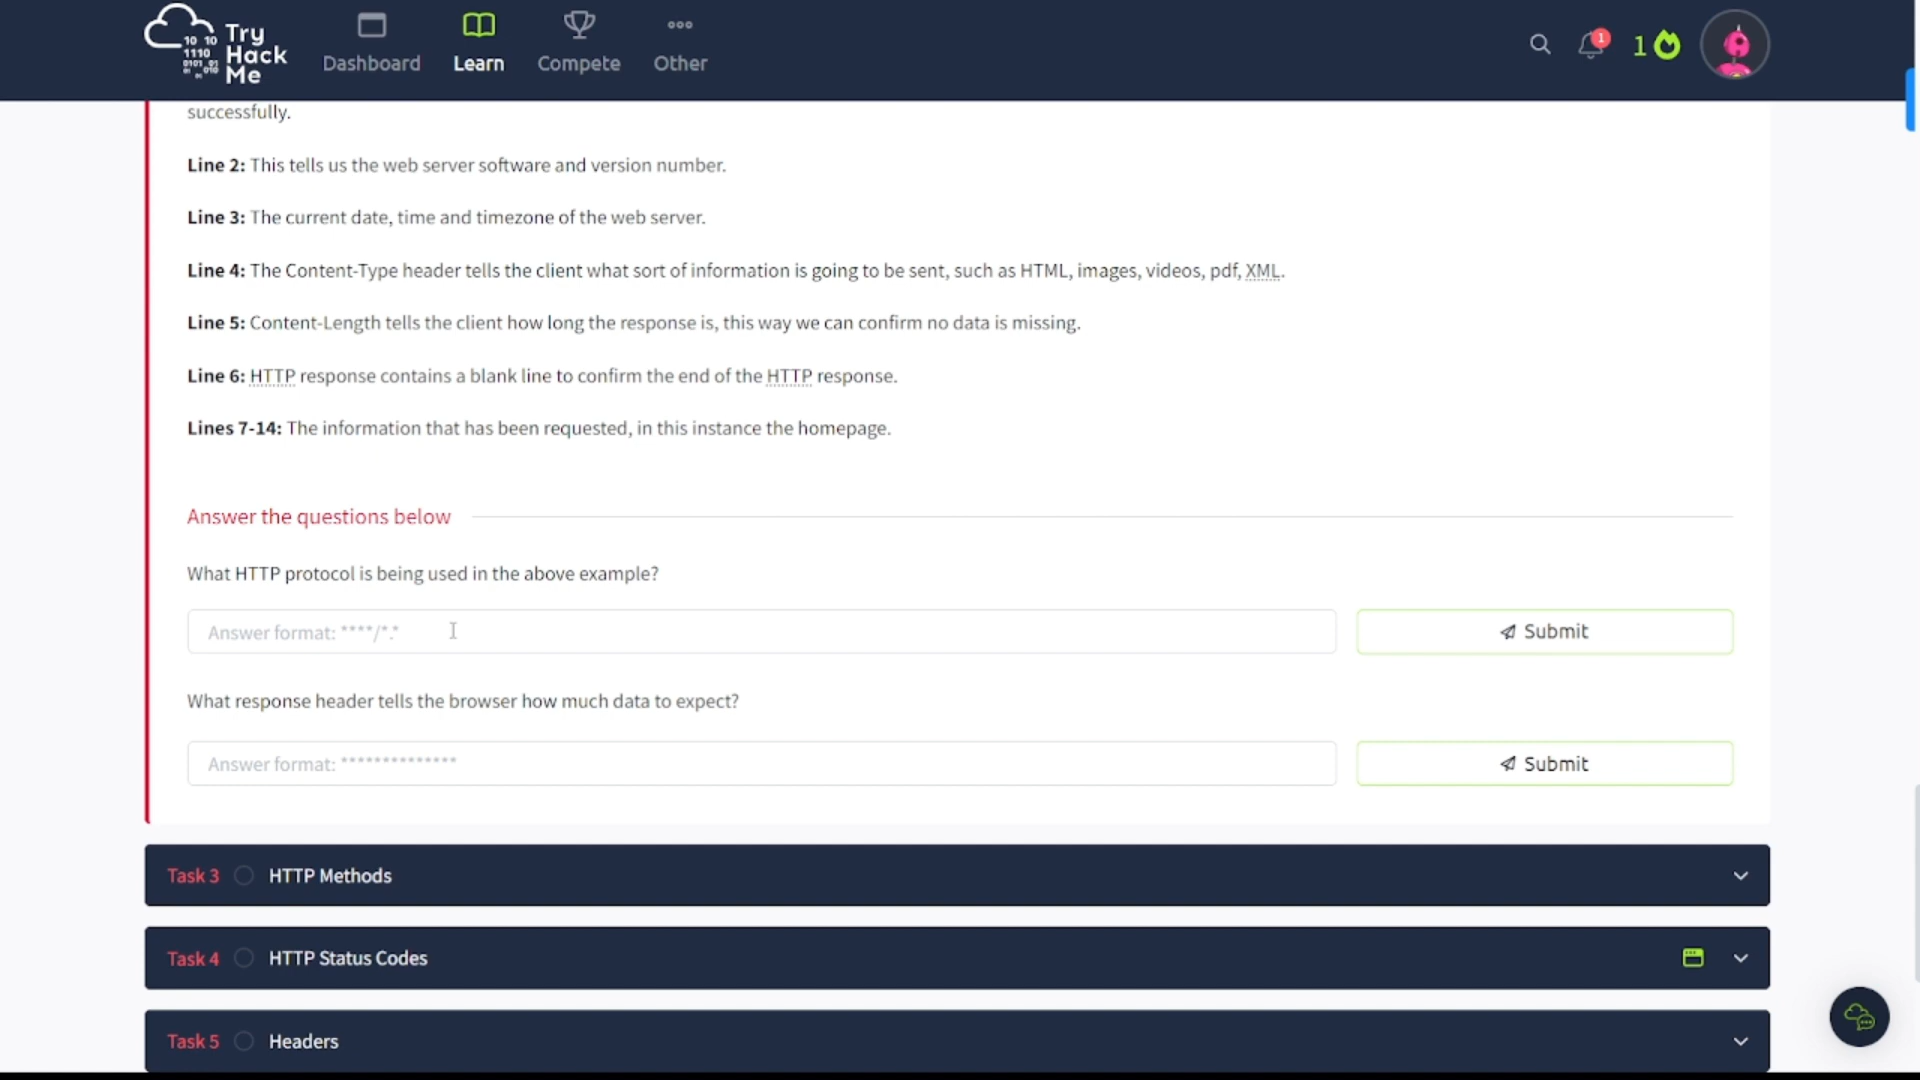 Try
Hack
Me
10 10
1110
0101 01
01 010
Dashboard
Learn
Compete
Other
1
1
successfully.
Line 2: This tells us the web server software and version number.
Line 3: The current date, time and timezone of the web server.
Line 4: The Content-Type header tells the client what sort of information is going to be sent, such as HTML, images, videos, pdf, XML.
Line 5: Content-Length tells the client how long the response is, this way we can confirm no data is missing.
Line 6: HTTP response contains a blank line to confirm the end of the HTTP response.
Lines 7-14: The information that has been requested, in this instance the homepage.
Answer the questions below
What HTTP protocol is being used in the above example?
Answer format: ****/*.*
Submit
What response header tells the browser how much data to expect?
Answer format: **************
Submit
Task 3 HTTP Methods
Task 4 HTTP Status Codes
Task 5 Headers